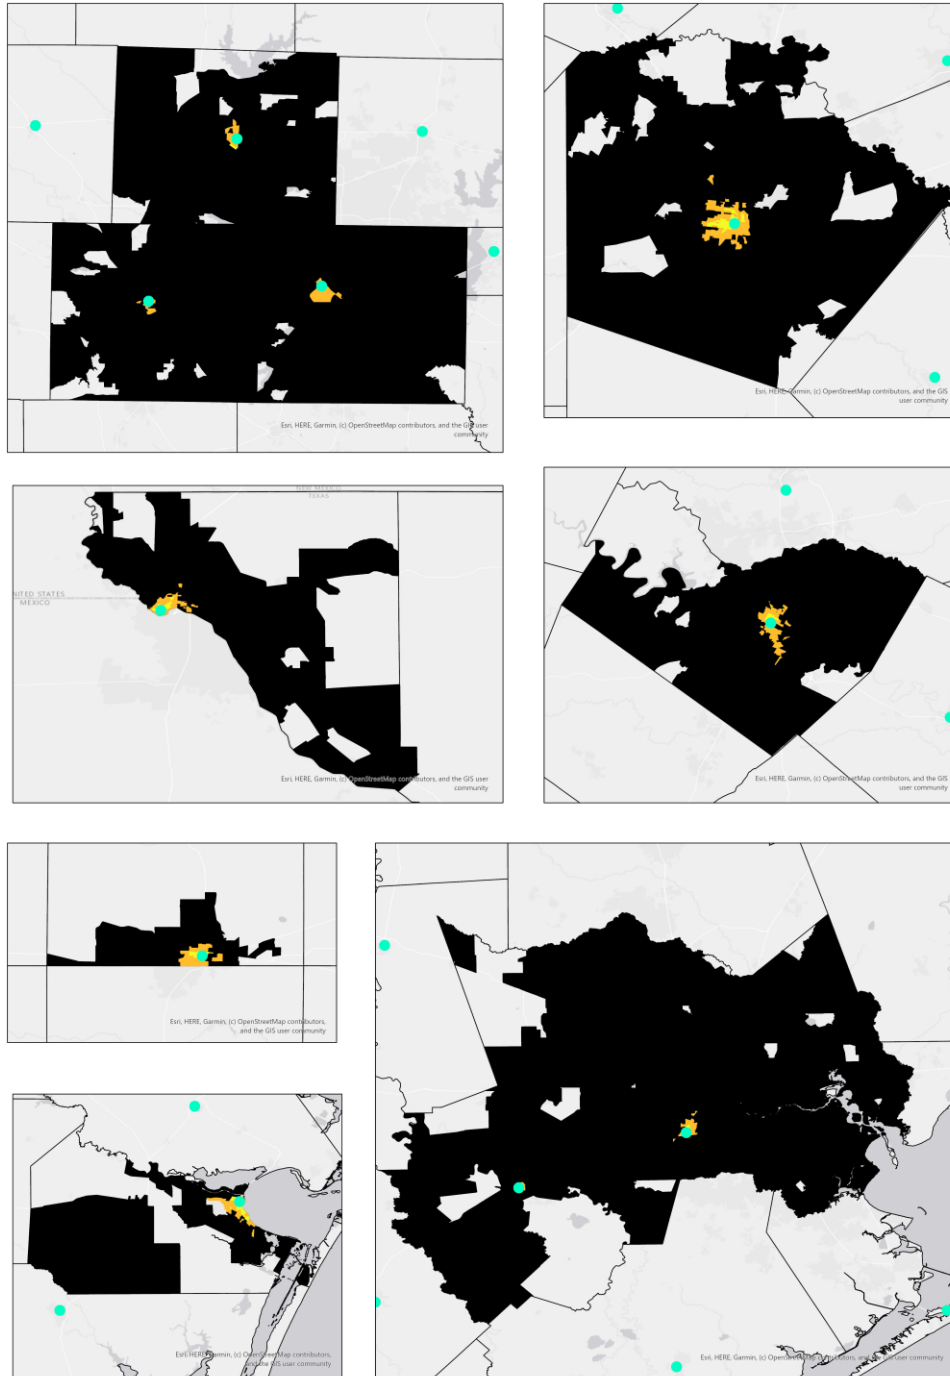 Esri, HERE, Garmin, (c) OpenStreetMap contributors, and the GIS user
community
Esri, HERE, Garmin, (c) OpenStreetMap contributors, and the GIS
user community
NEW MEXICO
TEXAS
NITED STATES
MEXICO
Esri, HERE, Garmin, (c) OpenStreetMap contributors, and the GIS user
community
Esri, HERE, Garmin, (c) OpenStreetMap contributors, and the GIS
user community
Esri, HERE, Garmin, (c) OpenStreetMap contributors,
and the GIS user community
Esri, HERE, Garmin, (c) OpenStreetMap contributors,
and the GIS user community
Esri, HERE, Garmin, (c) OpenStreetMap contributors, and the GIS user community